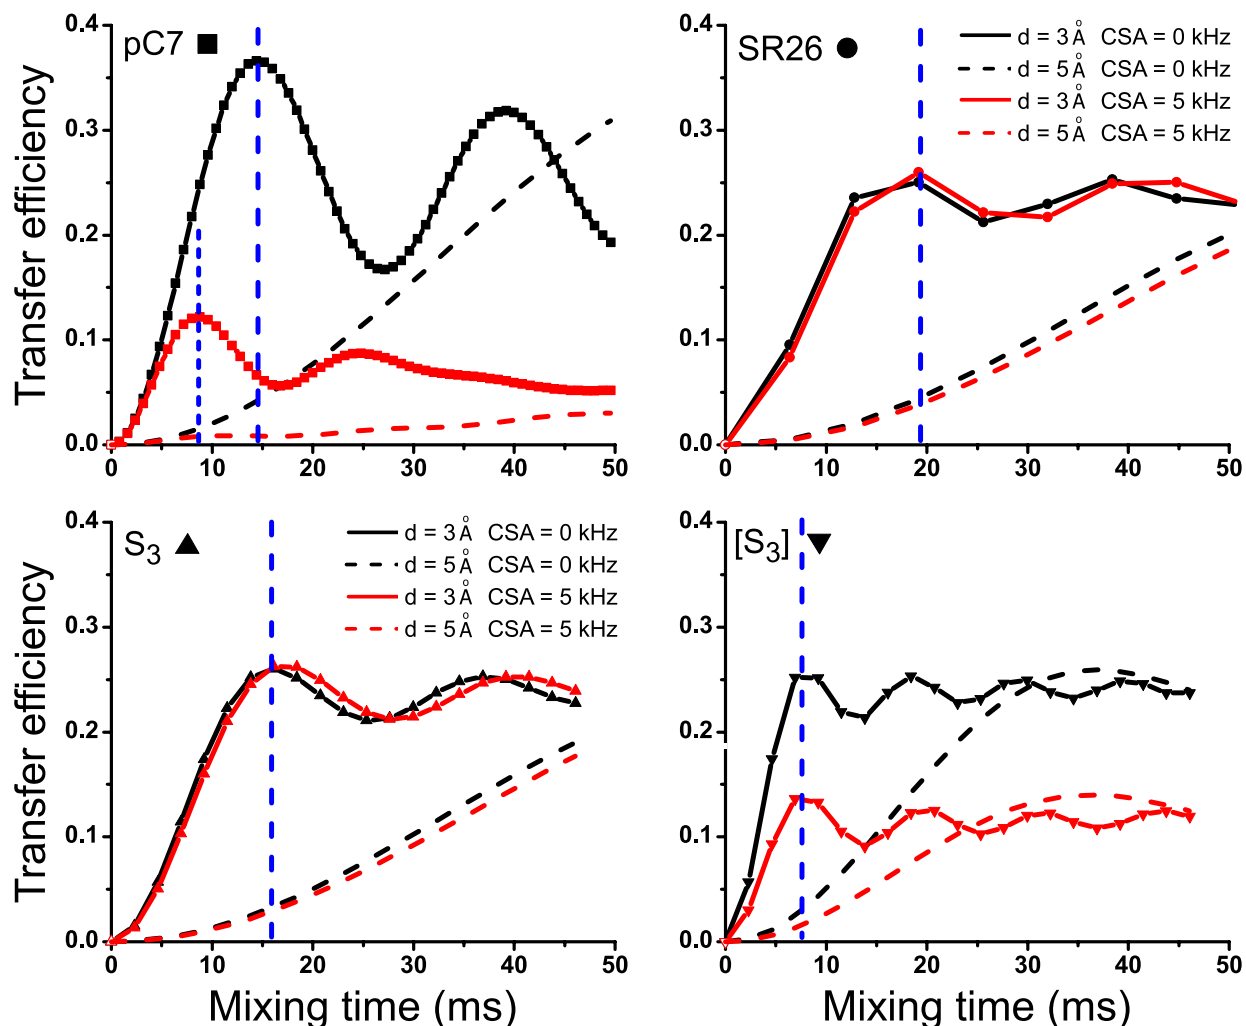 pC7 ■
Transfer efficiency
0.4
0.3
0.2
0.1
0.0
0 10 20 30 40 50
SR26 ●
d = 3Å CSA = 0 kHz
d = 5Å CSA = 0 kHz
d = 3Å CSA = 5 kHz
d = 5Å CSA = 5 kHz
0.4
0.3
0.2
0.1
0.0
0 10 20 30 40 50
S₃ ▲
d = 3Å CSA = 0 kHz
d = 5Å CSA = 0 kHz
d = 3Å CSA = 5 kHz
d = 5Å CSA = 5 kHz
Transfer efficiency
0.4
0.3
0.2
0.1
0.0
0 10 20 30 40 50
Mixing time (ms)
[S₃] ▼
0.4
0.3
0.2
0.1
0.0
0 10 20 30 40 50
Mixing time (ms)